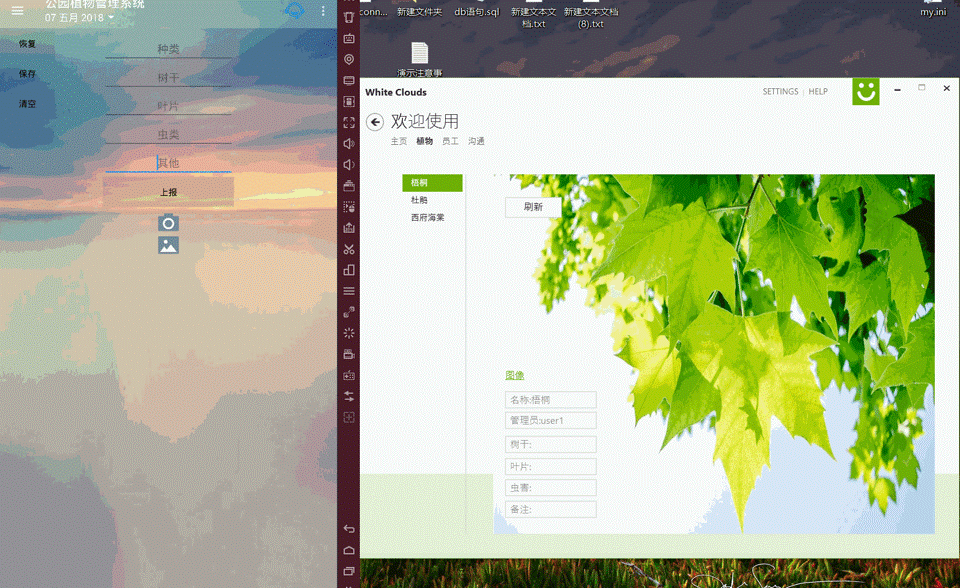 公园植物管理系统
07 五月 2018
恢复
保存
清空
种类
树干
叶片
虫类
其他
上报
conn...
新建文件夹
db语句.sql
新建文本文档.txt
新建文本文档(8).txt
my.ini
演示注意事
White Clouds
SETTINGS | HELP
欢迎使用
主页 植物 员工 沟通
梧桐
杜鹃
西府海棠
刷新
图像
名称:梧桐
管理员:user1
树干:
叶片:
虫害:
备注: